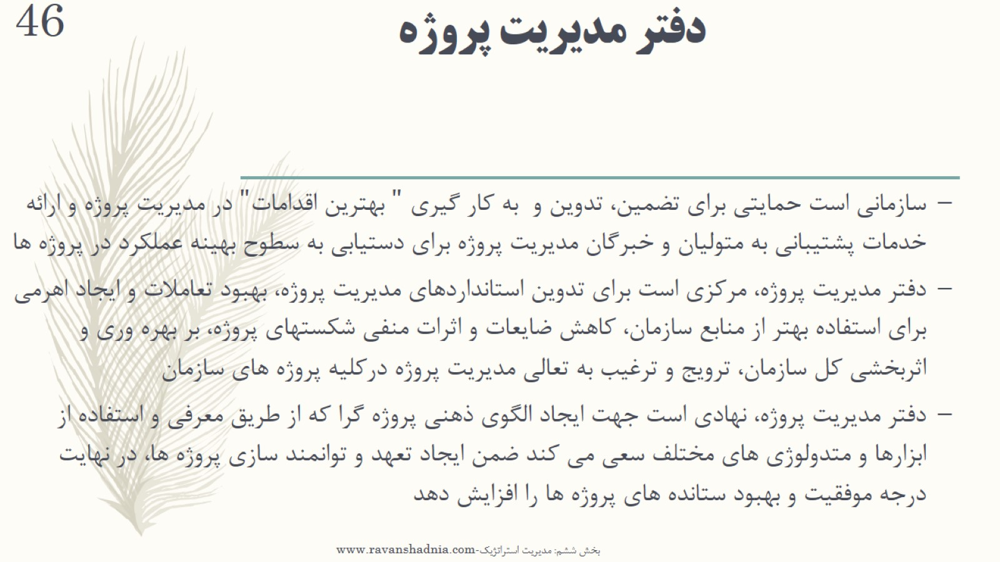 46
دفتر مدیریت پروژه
– سازمانی است حمایتی برای تضمین، تدوین و به کار گیری " بهترین اقدامات" در مدیریت پروژه و ارائه
خدمات پشتیبانی به متولیان و خبرگان مدیریت پروژه برای دستیابی به سطوح بهینه عملکرد در پروژه ها
– دفتر مدیریت پروژه، مرکزی است برای تدوین استانداردهای مدیریت پروژه، بهبود تعاملات و ایجاد اهرمی
برای استفاده بهتر از منابع سازمان، کاهش ضایعات و اثرات منفی شکستهای پروژه، بر بهره وری و
اثربخشی کل سازمان، ترویج و ترغیب به تعالی مدیریت پروژه درکلیه پروژه های سازمان
– دفتر مدیریت پروژه، نهادی است جهت ایجاد الگوی ذهنی پروژه گرا که از طریق معرفی و استفاده از
ابزارها و متدولوژی های مختلف سعی می کند ضمن ایجاد تعهد و توانمند سازی پروژه ها، در نهایت
درجه موفقیت و بهبود ستانده های پروژه ها را افزایش دهد
بخش ششم: مدیریت استراتژیک-www.ravanshadnia.com